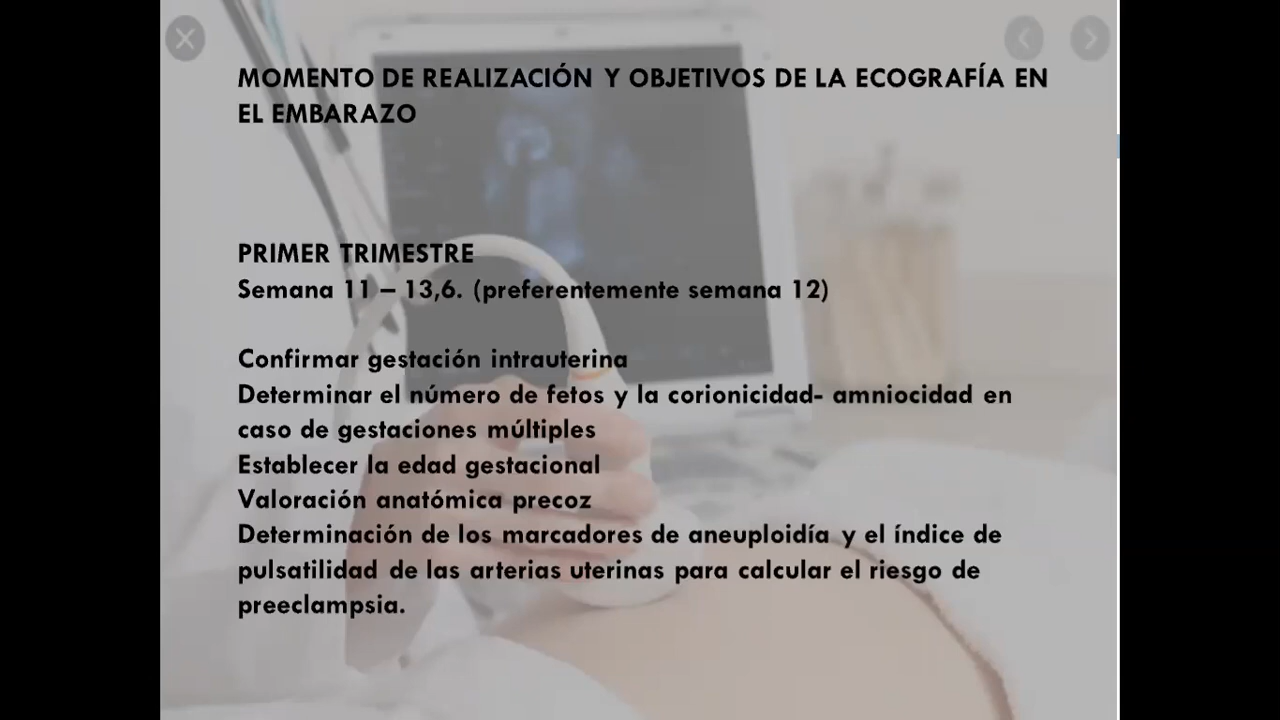 MOMENTO DE REALIZACIÓN Y OBJETIVOS DE LA ECOGRAFÍA EN
EL EMBARAZO
PRIMER TRIMESTRE
Semana 11 – 13,6. (preferentemente semana 12)
Confirmar gestación intrauterina
Determinar el número de fetos y la corionicidad- amniocidad en
caso de gestaciones múltiples
Establecer la edad gestacional
Valoración anatómica precoz
Determinación de los marcadores de aneuploidía y el índice de
pulsatilidad de las arterias uterinas para calcular el riesgo de
preeclampsia.